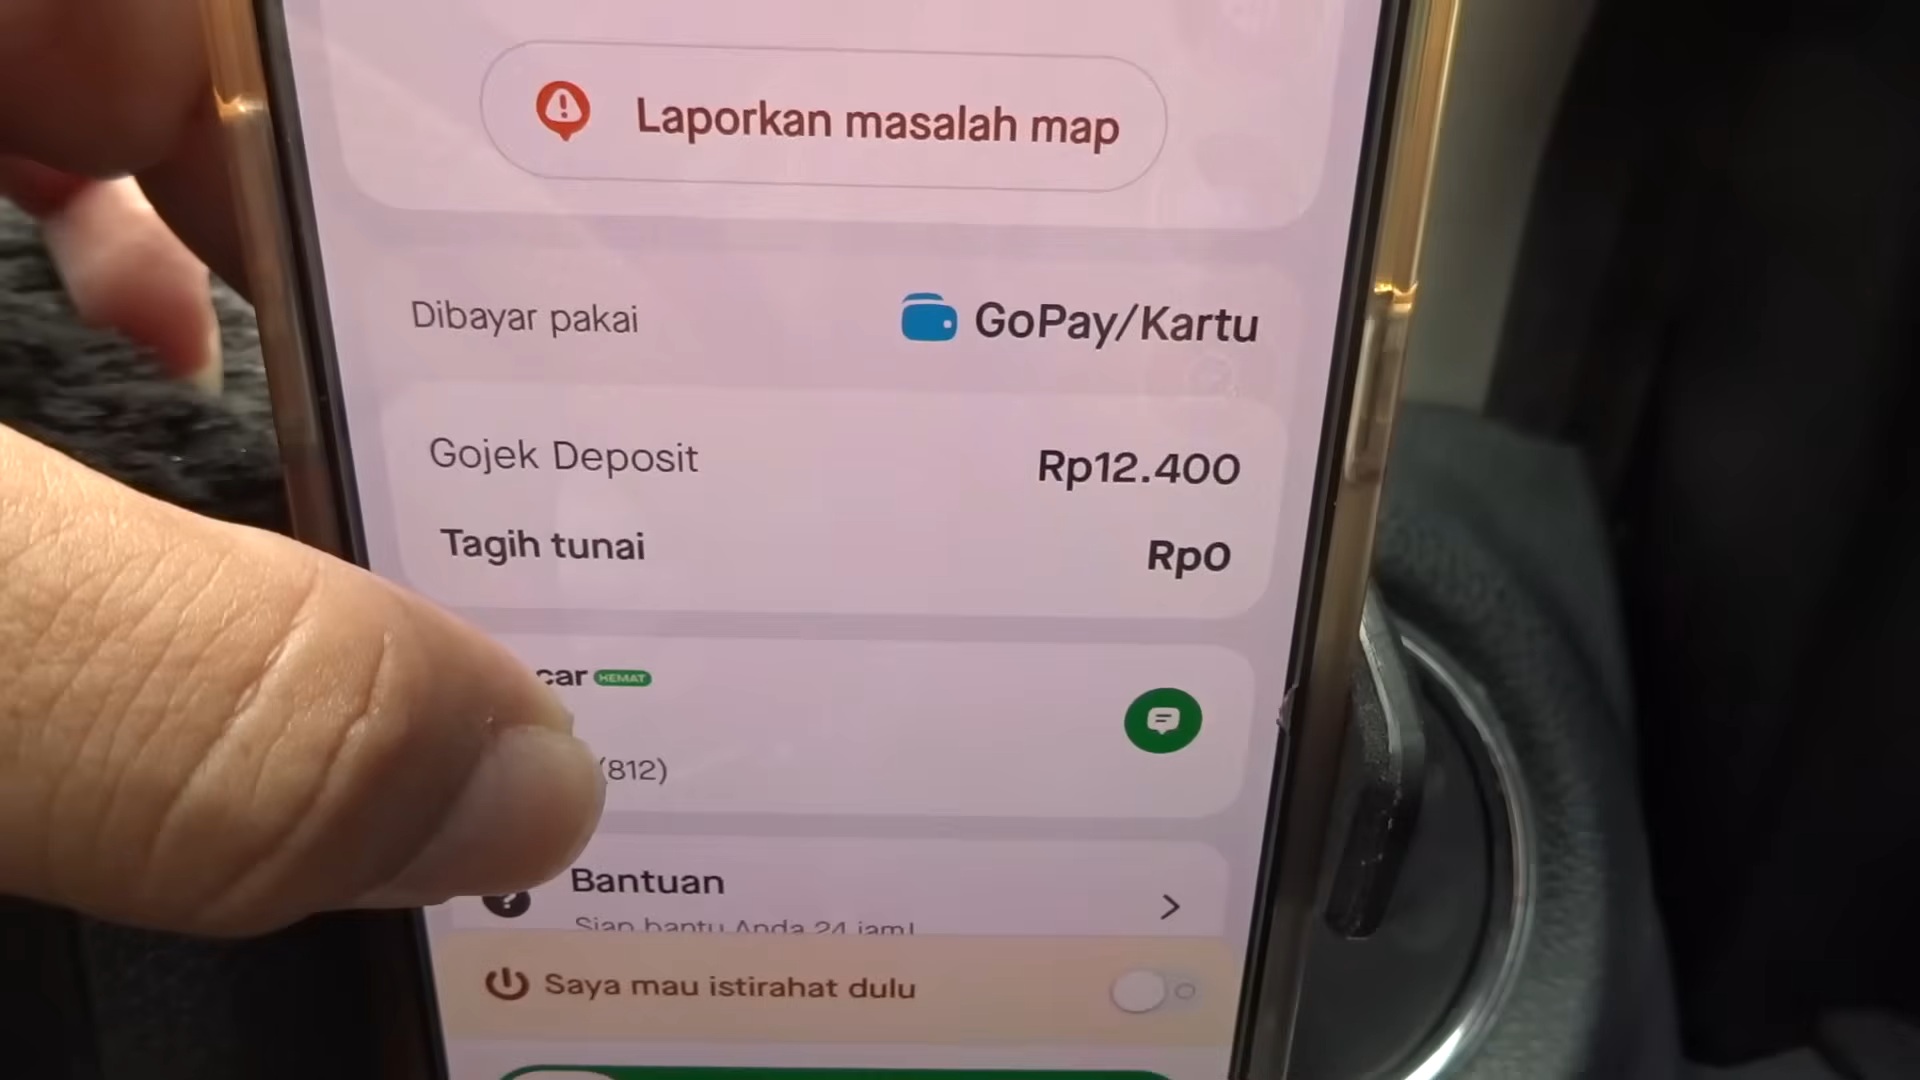 Laporkan masalah map
Dibayar pakai GoPay/Kartu
Gojek Deposit Rp12.400
Tagih tunai Rp0
car HEMAT
(812)
Bantuan
Siap bantu Anda 24 jam!
Saya mau istirahat dulu